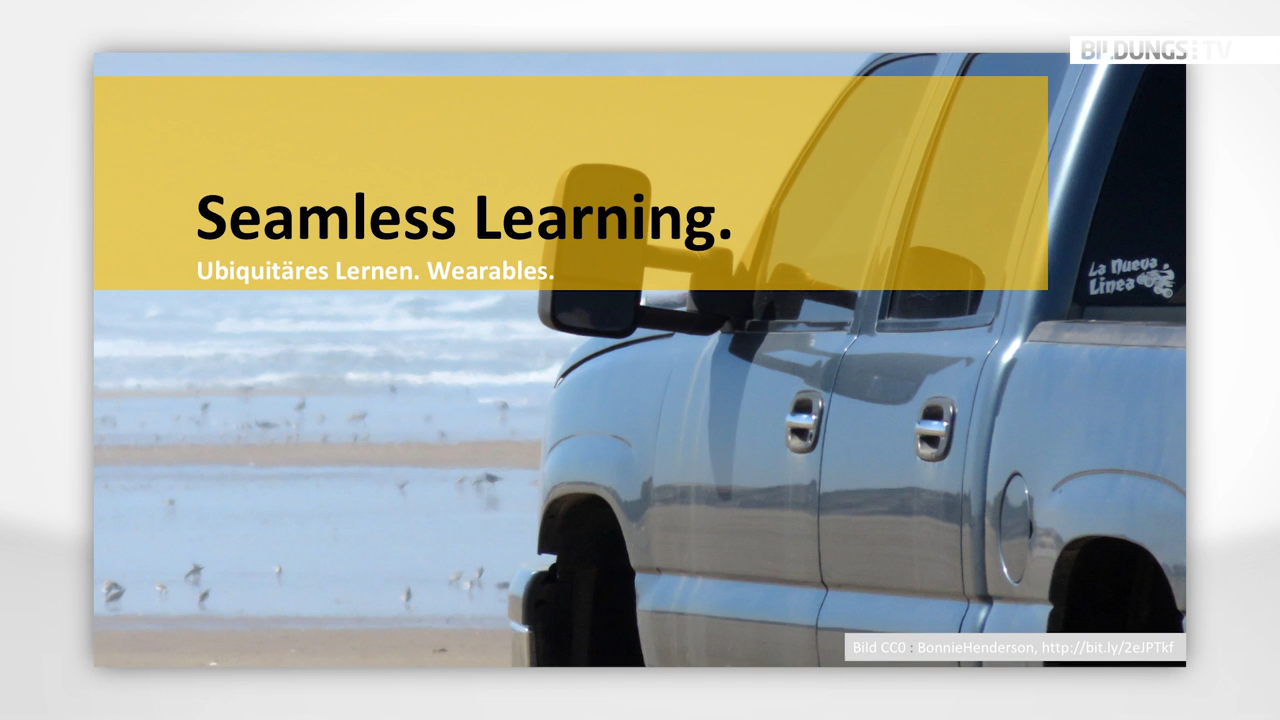 BILDUNGS TV
Seamless Learning.
Ubiquitäres Lernen. Wearables.
La Nueva
Linea
Bild CC0 : BonnieHenderson, http://bit.ly/2eJPTkf